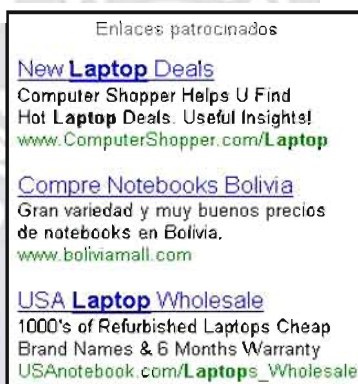 Enlaces patrocinados
New Laptop Deals
Computer Shopper Helps U Find
Hot Laptop Deals. Useful Insights!
www.ComputerShopper.com/Laptop
Compre Notebooks Bolivia
Gran variedad y muy buenos precios
de notebooks en Bolivia.
www.boliviamall.com
USA Laptop Wholesale
1000's of Refurbished Laptops Cheap
Brand Names & 6 Months Warranty
USAnotebook.com/Laptops_Wholesale